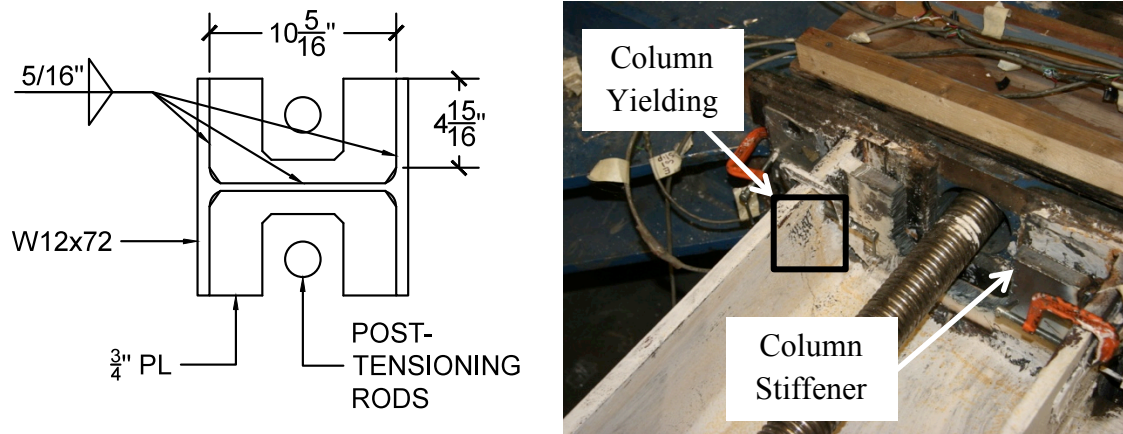 10 5/16"
5/16"
4 15/16"
W12x72
3/4" PL
POST-
TENSIONING
RODS
Column
Yielding
Column
Stiffener